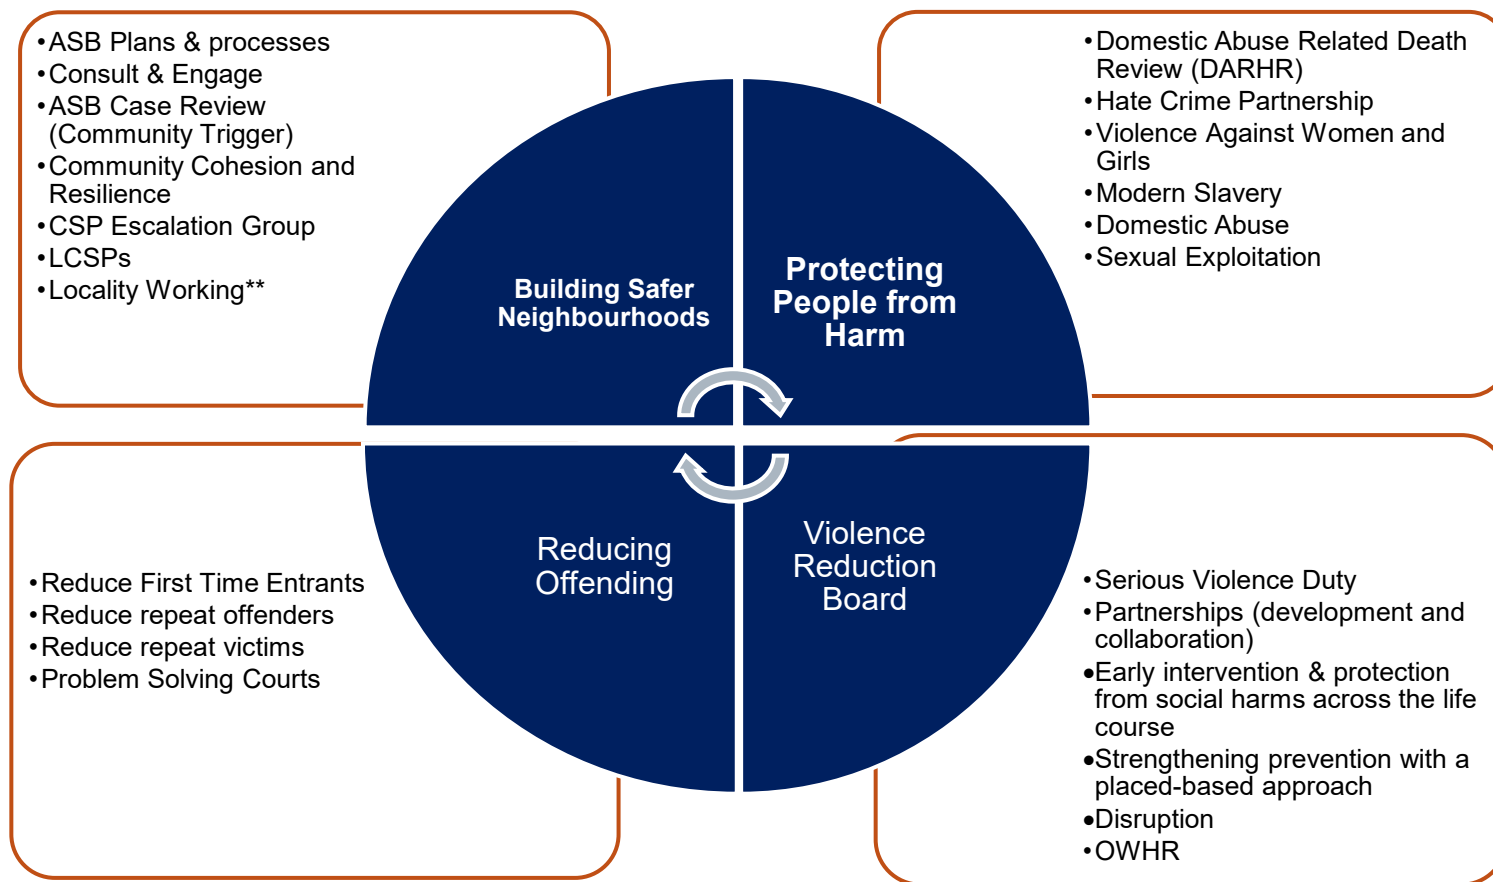 •ASB Plans & processes
•Consult & Engage
•ASB Case Review
(Community Trigger)
•Community Cohesion and
Resilience
•CSP Escalation Group
•LCSPs
•Locality Working**
•Domestic Abuse Related Death
Review (DARHR)
•Hate Crime Partnership
•Violence Against Women and
Girls
•Modern Slavery
•Domestic Abuse
•Sexual Exploitation
Building Safer
Neighbourhoods
Protecting
People from
Harm
Reducing
Offending
Violence
Reduction
Board
•Reduce First Time Entrants
•Reduce repeat offenders
•Reduce repeat victims
•Problem Solving Courts
•Serious Violence Duty
•Partnerships (development and
collaboration)
•Early intervention & protection
from social harms across the life
course
•Strengthening prevention with a
placed-based approach
•Disruption
•OWHR